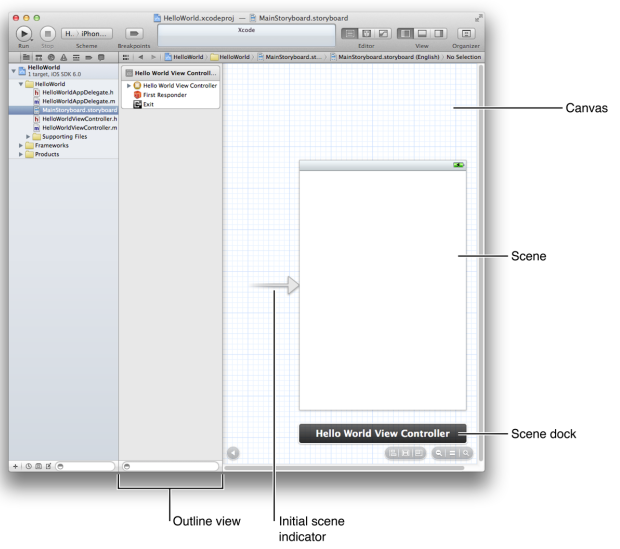 HelloWorld.xcodeproj — MainStoryboard.storyboard
H... iPhon...
Xcode
Run Stop Scheme Breakpoints Editor View Organizer
HelloWorld HelloWorld MainStoryboard.st... MainStoryboard.storyboard (English) No Selection
HelloWorld
1 target, iOS SDK 6.0
HelloWorld
h HelloWorldAppDelegate.h
m HelloWorldAppDelegate.m
MainStoryboard.storyboard
h HelloWorldViewController.h
m HelloWorldViewController.m
Supporting Files
Frameworks
Products
Hello World View Controll...
Hello World View Controller
First Responder
Exit
Canvas
Scene
Hello World View Controller
Scene dock
Outline view
Initial scene
indicator